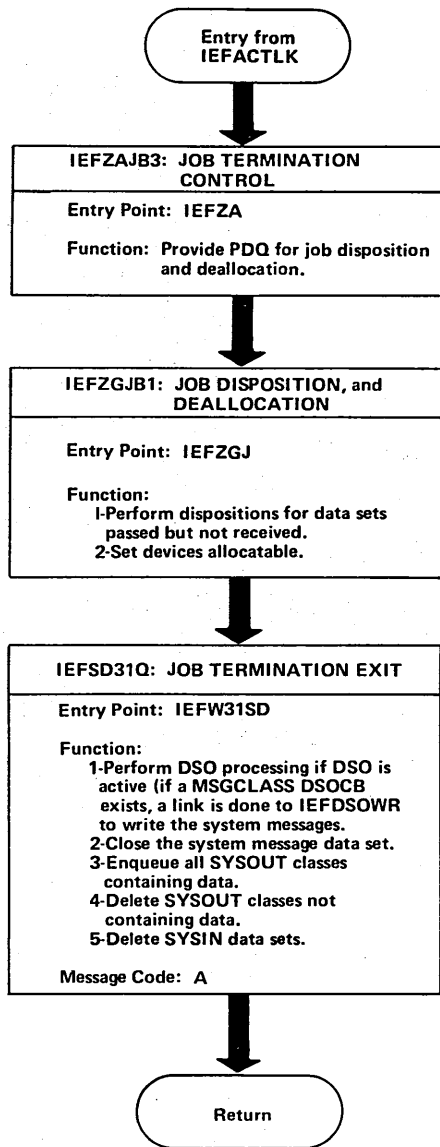 Entry from
IEFACTLK
IEFZAJB3: JOB TERMINATION
CONTROL
Entry Point: IEFZA
Function: Provide PDQ for job disposition
and deallocation.
IEFZGJB1: JOB DISPOSITION, and
DEALLOCATION
Entry Point: IEFZGJ
Function:
I-Perform dispositions for data sets
passed but not received.
2-Set devices allocatable.
IEFSD31Q: JOB TERMINATION EXIT
Entry Point: IEFW31SD
Function:
1-Perform DSO processing if DSO is
active (if a MSGCLASS DSOCB
exists, a link is done to IEFDSOWR
to write the system messages.
2-Close the system message data set.
3-Enqueue all SYSOUT classes
containing data.
4-Delete SYSOUT classes not
containing data.
5-Delete SYSIN data sets.
Message Code: A
Return